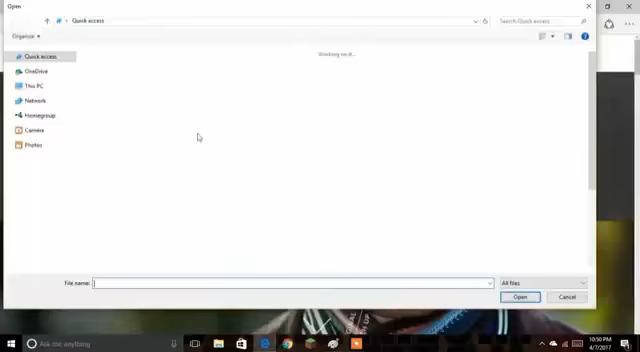 Open
Quick access
Search Quick access
Organize
Working on it...
Quick access
OneDrive
This PC
Network
Homegroup
Camera
Photos
File name:
All files
Open
Cancel
Ask me anything
10:50 PM
4/7/2017